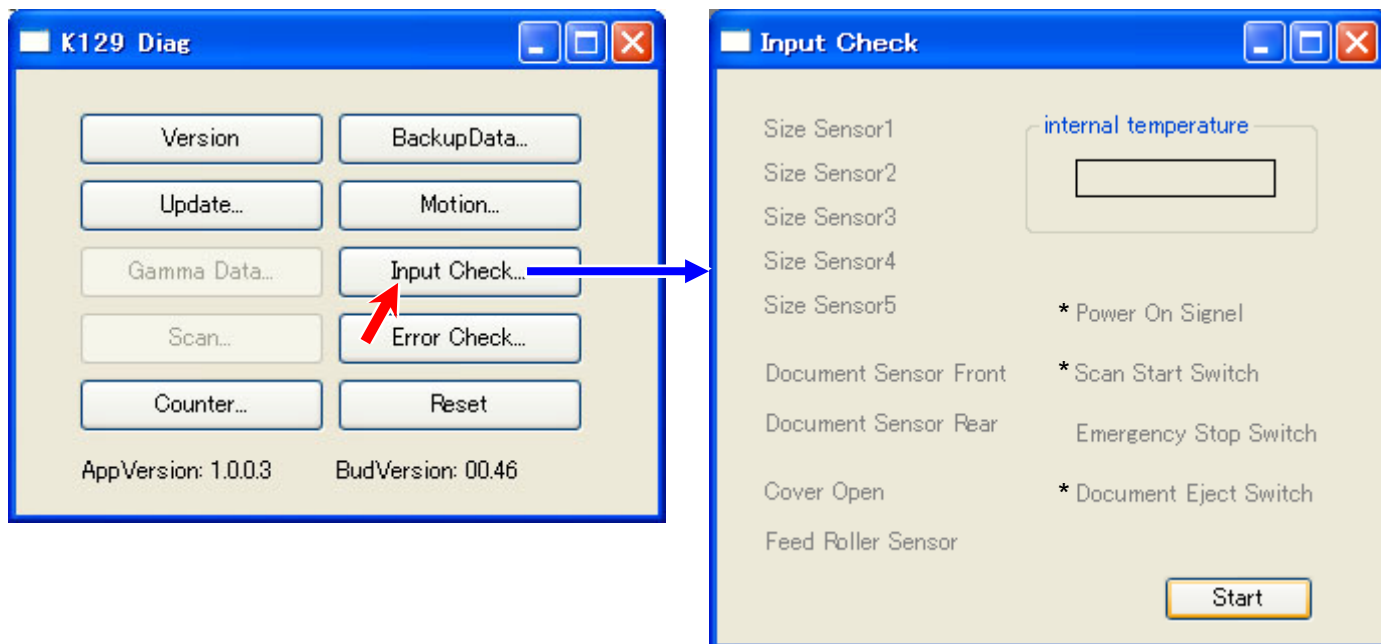 K129 Diag
Version
BackupData...
Update...
Motion...
Gamma Data...
Input Check...
Scan...
Error Check...
Counter...
Reset
AppVersion: 1.0.0.3
BudVersion: 00.46
Input Check
Size Sensor1
Size Sensor2
Size Sensor3
Size Sensor4
Size Sensor5
Document Sensor Front
Document Sensor Rear
Cover Open
Feed Roller Sensor
internal temperature
* Power On Signel
* Scan Start Switch
Emergency Stop Switch
* Document Eject Switch
Start